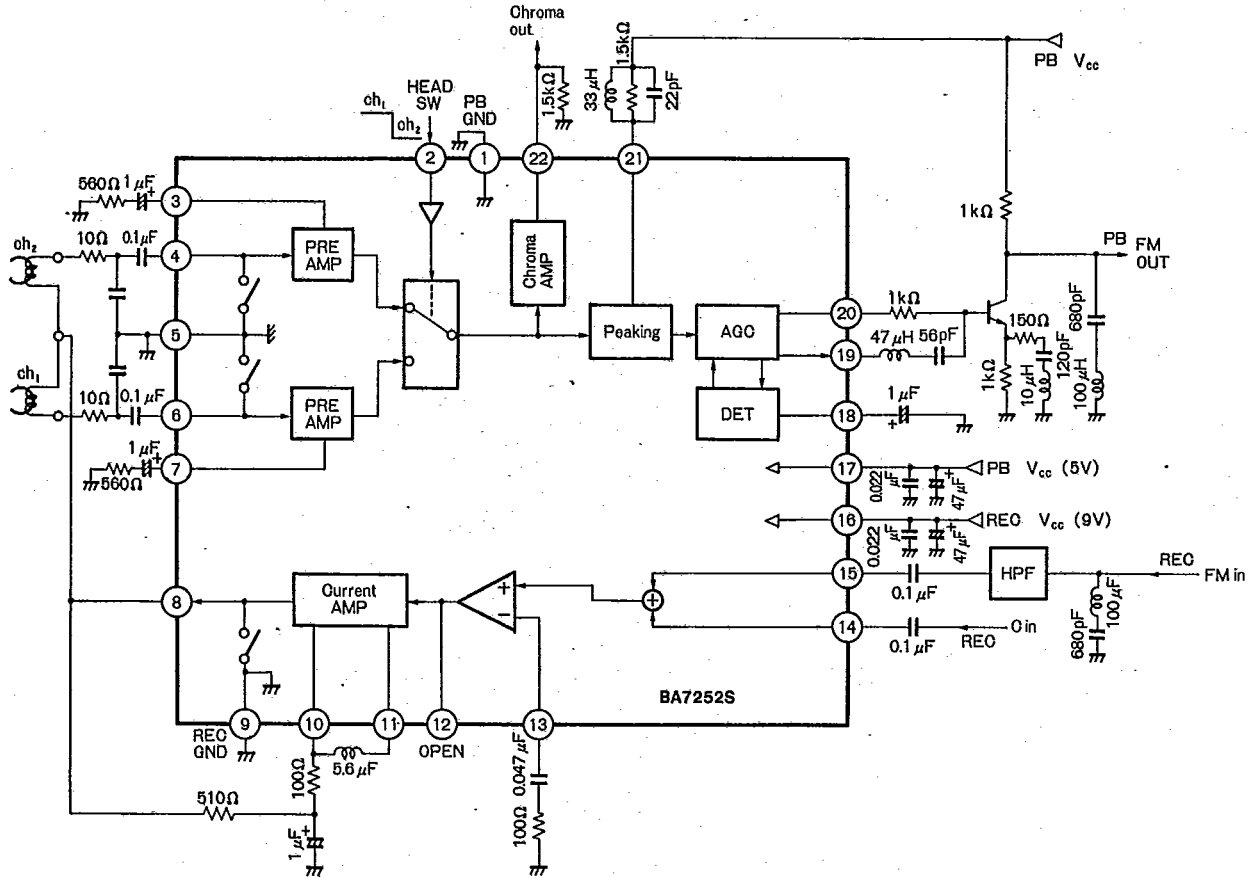 Chroma
out
1.5kΩ
1.5kΩ
33μH
22pF
PB Vcc
HEAD
SW
PB
GND
ch1
ch2
2
1
22
21
560Ω
1μF
+
3
ch2
10Ω
0.1μF
4
PRE
AMP
Chroma
AMP
1kΩ
PB
FM
OUT
5
Peaking
AGC
20
1kΩ
47μH
56pF
19
150Ω
680pF
120pF
1kΩ
10μH
100μH
ch1
10Ω
0.1μF
6
PRE
AMP
DET
18
1μF
+
1μF
+
7
560Ω
17
PB Vcc (5V)
0.022
μF
+
47μF
16
REC Vcc (9V)
0.022
μF
+
47μF
8
Current
AMP
+
−
+
15
0.1μF
HPF
REC
FM in
100μF
680pF
14
0.1μF
REC
C in
BA7252S
9
10
11
12
13
REC
GND
OPEN
5.6μF
100Ω
0.047μF
510Ω
100Ω
1μF
+